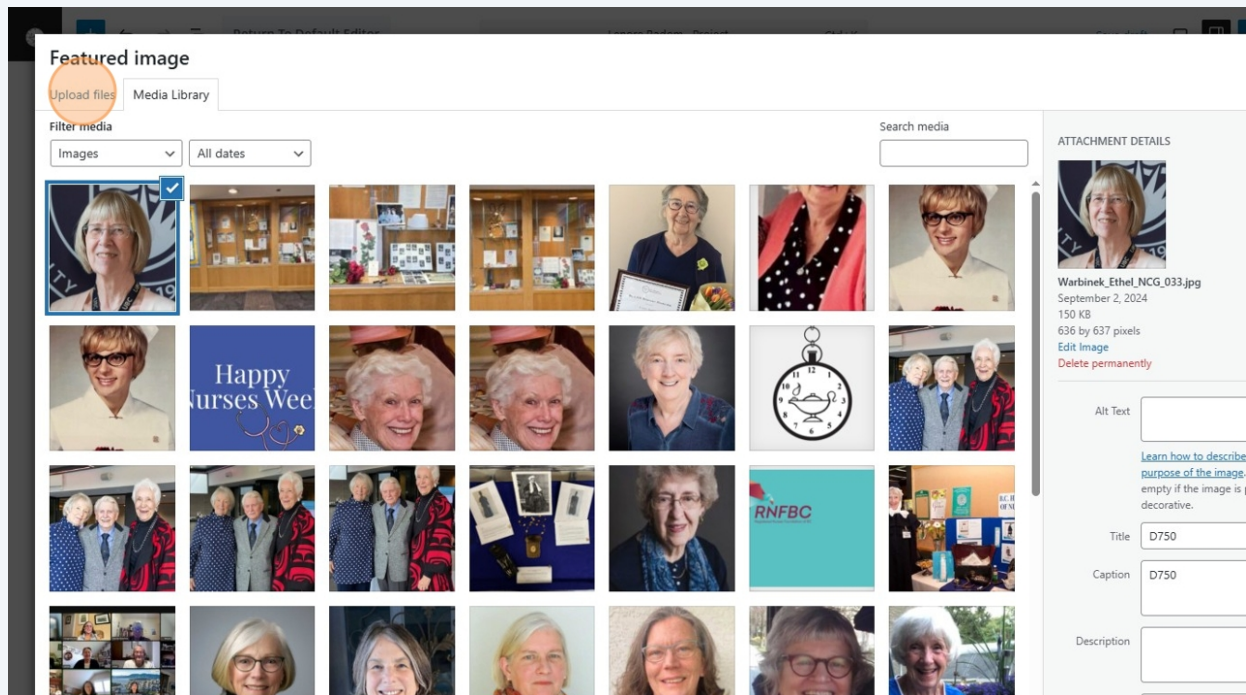 Return To Default Editor
Save draft
Featured image
Upload files
Media Library
Filter media
Search media
Images
All dates
ATTACHMENT DETAILS
Warbinek_Ethel_NCG_033.jpg
September 2, 2024
150 KB
636 by 637 pixels
Edit Image
Delete permanently
Happy
Nurses Wee
Alt Text
Learn how to describe
purpose of the image.
empty if the image is p
decorative.
RNFBC
Title
D750
Caption
D750
Description